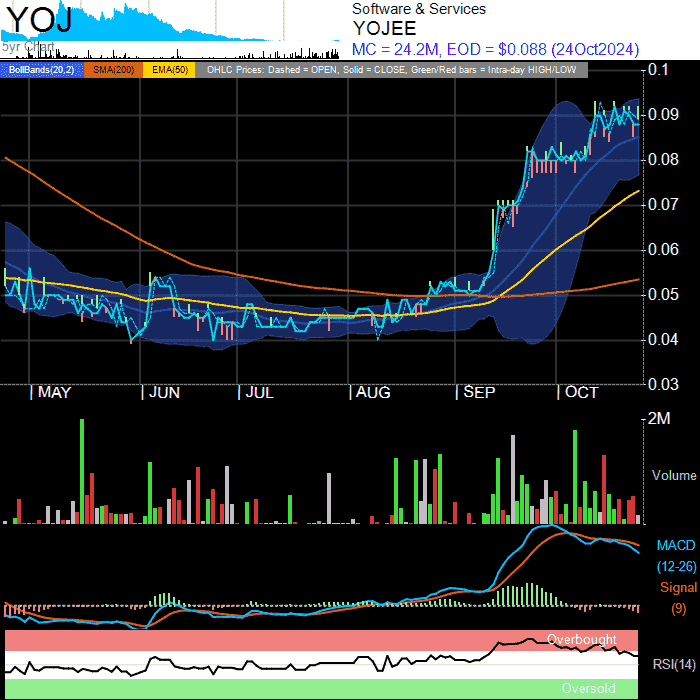 YOJ
Software & Services
YOJEE
5yr Chart
MC = 24.2M, EOD = $0.088 (24Oct2024)
BollBands(20,2) SMA(200) EMA(50) OHLC Prices: Dashed = OPEN, Solid = CLOSE, Green/Red bars = Intra-day HIGH/LOW
0.1
0.09
0.08
0.07
0.06
0.05
0.04
0.03
MAY JUN JUL AUG SEP OCT
2M
Volume
MACD
(12-26)
Signal
(9)
Overbought
RSI(14)
Oversold